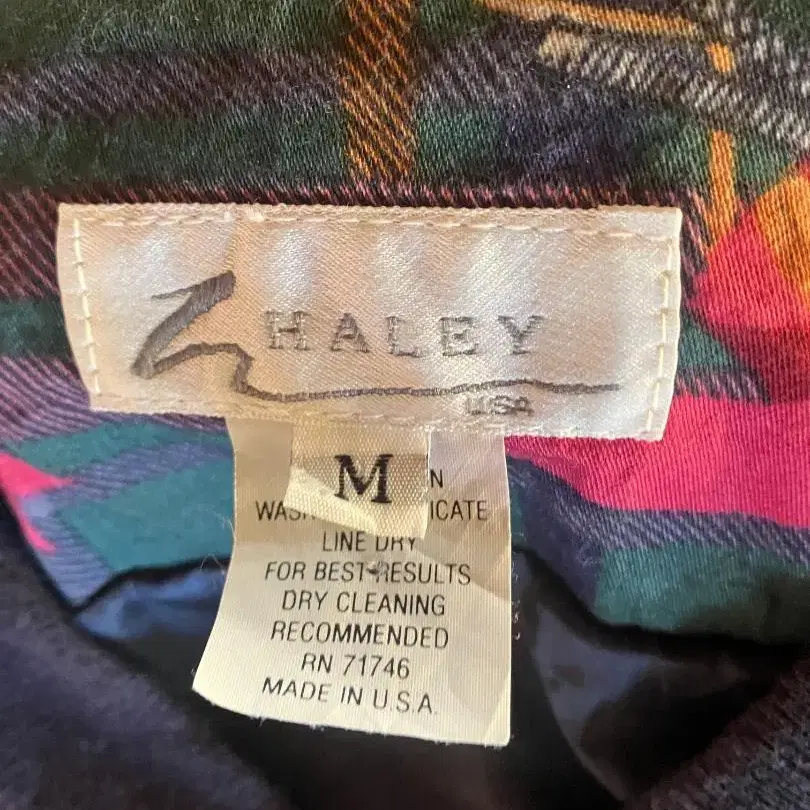 HALEY
USA
M
LINE DRY
FOR BEST RESULTS
DRY CLEANING
RECOMMENDED
RN 71746
MADE IN U.S.A.